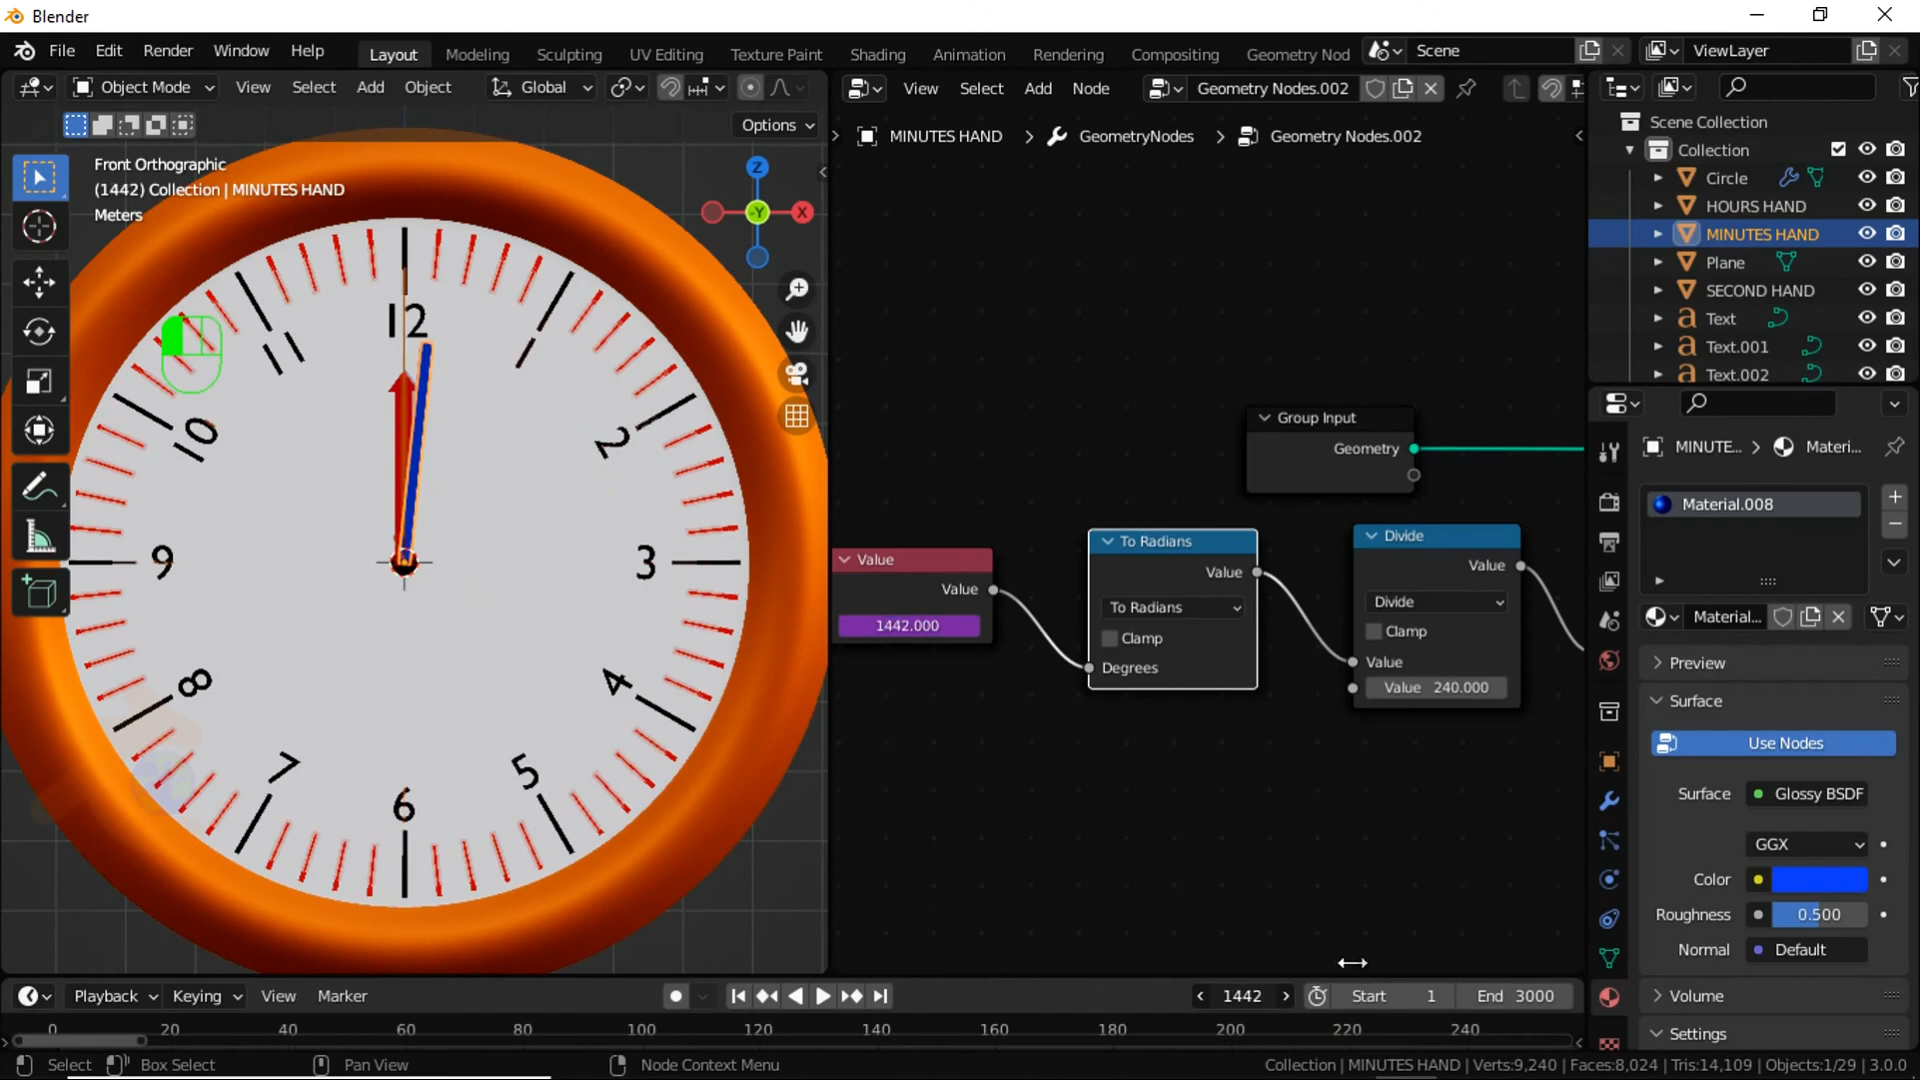 Blender
File Edit Render Window Help Layout Modeling Sculpting UV Editing Texture Paint Shading Animation Rendering Compositing Geometry Nod Scene ViewLayer
Object Mode View Select Add Object Global View Select Add Node Geometry Nodes.002
Options
MINUTES HAND > GeometryNodes > Geometry Nodes.002
Front Orthographic
(1442) Collection | MINUTES HAND
Meters
Z
-Y X
12
1
2
3
4
5
6
7
8
9
10
11
Group Input
Geometry
Value
Value
1442.000
To Radians
Value
To Radians
Clamp
Degrees
Divide
Value
Divide
Clamp
Value
Value 240.000
Scene Collection
Collection
Circle
HOURS HAND
MINUTES HAND
Plane
SECOND HAND
Text
Text.001
Text.002
MINUTE... > Materi...
Material.008
Material...
Preview
Surface
Use Nodes
Surface Glossy BSDF
GGX
Color
Roughness 0.500
Normal Default
Volume
Settings
Playback Keying View Marker 1442 Start 1 End 3000
0 20 40 60 80 100 120 140 160 180 200 220 240
Select Box Select Pan View Node Context Menu Collection | MINUTES HAND | Verts:9,240 | Faces:8,024 | Tris:14,109 | Objects:1/29 | 3.0.0